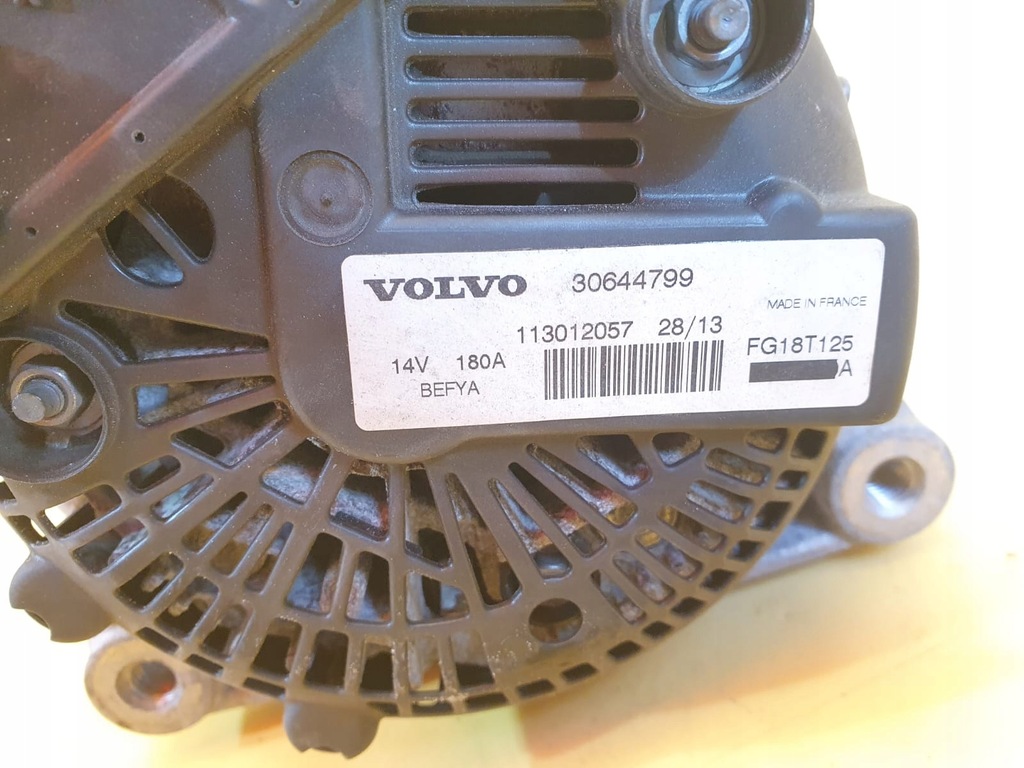 VOLVO 30644799
MADE IN FRANCE
113012057 28/13
14V 180A
FG18T125
BEFYA
A